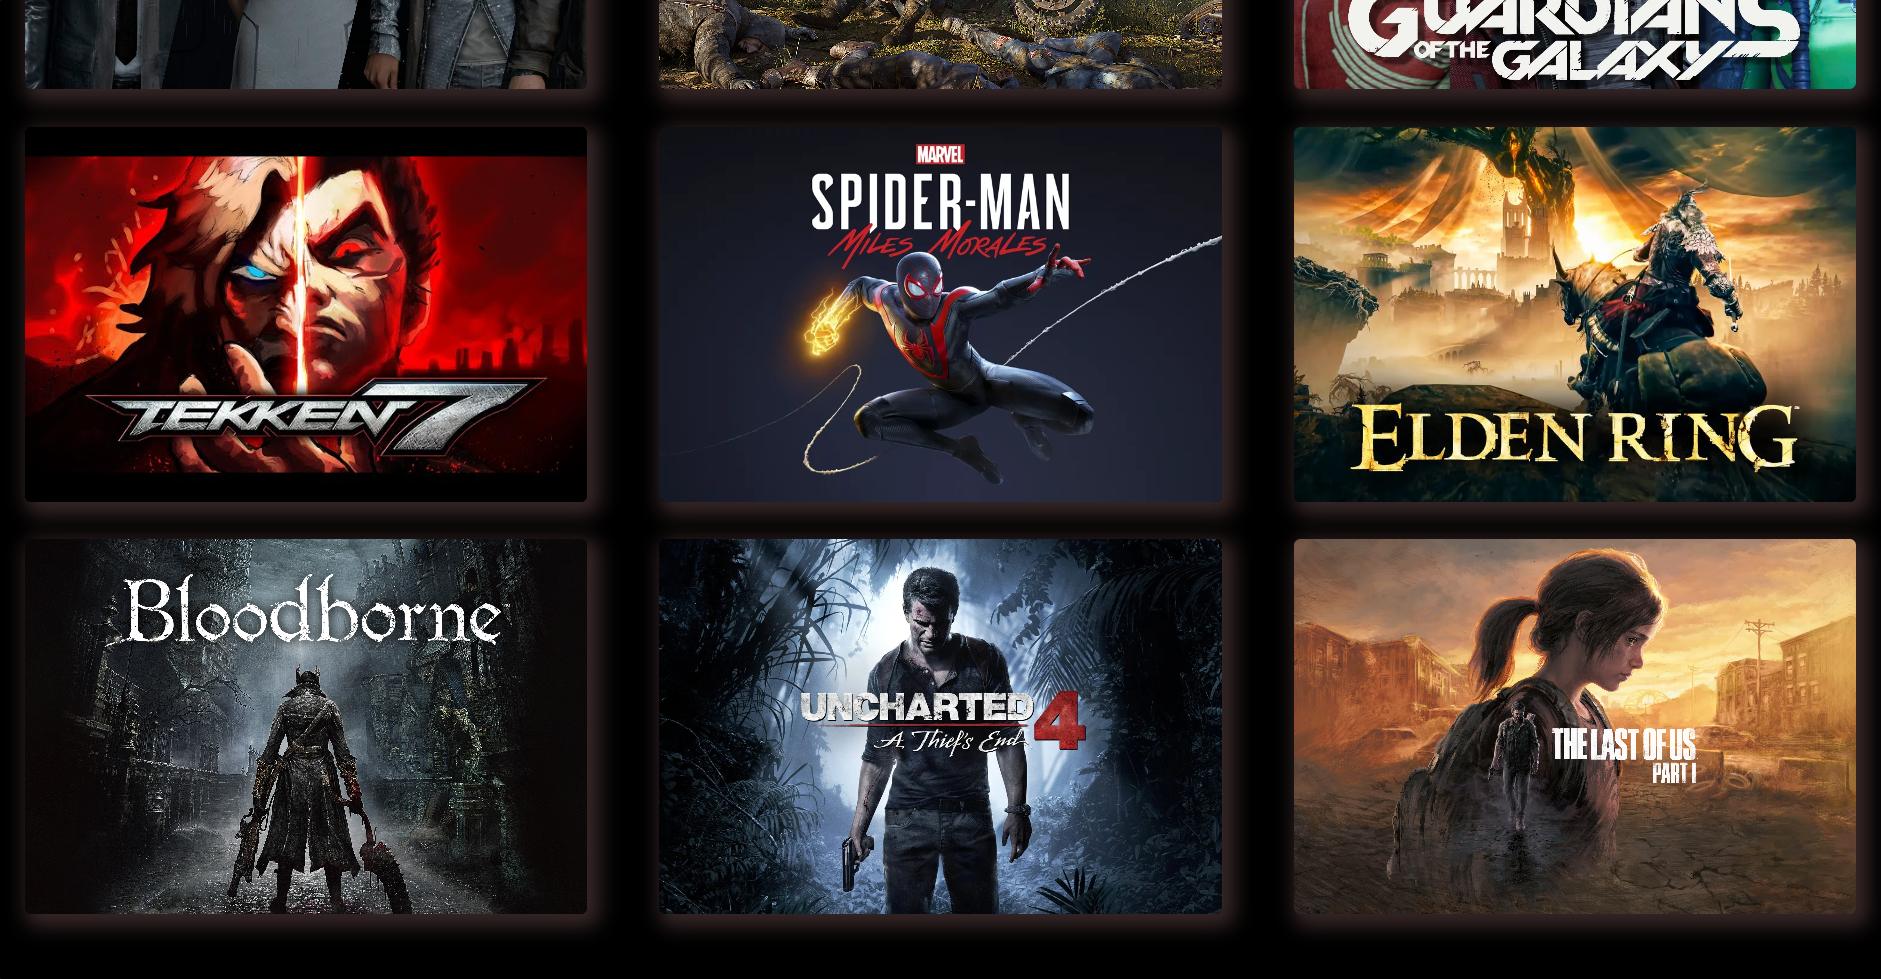 GUARDIANS
OF THE
GALAXY
TEKKEN 7
MARVEL
SPIDER-MAN
MILES MORALES
ELDEN RING
Bloodborne
UNCHARTED 4
A Thief's End
THE LAST OF US
PART I